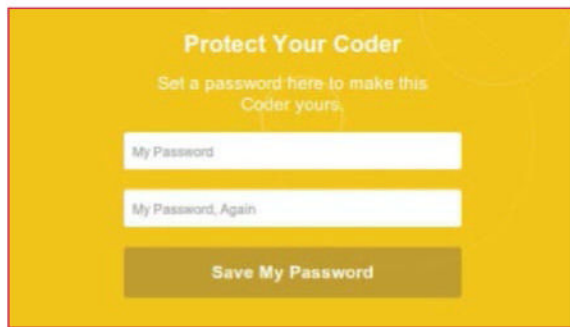 Protect Your Coder
Set a password here to make this
Coder yours.
My Password
My Password, Again
Save My Password